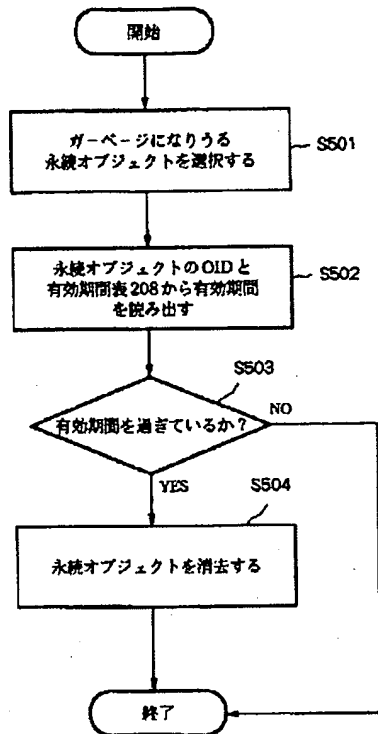 開始
ガーベージになりうる
永続オブジェクトを選択する
S501
永続オブジェクトのOIDと
有効期間表208から有効期間
を読み出す
S502
S503
有効期間を過ぎているか？
NO
YES
S504
永続オブジェクトを消去する
終了